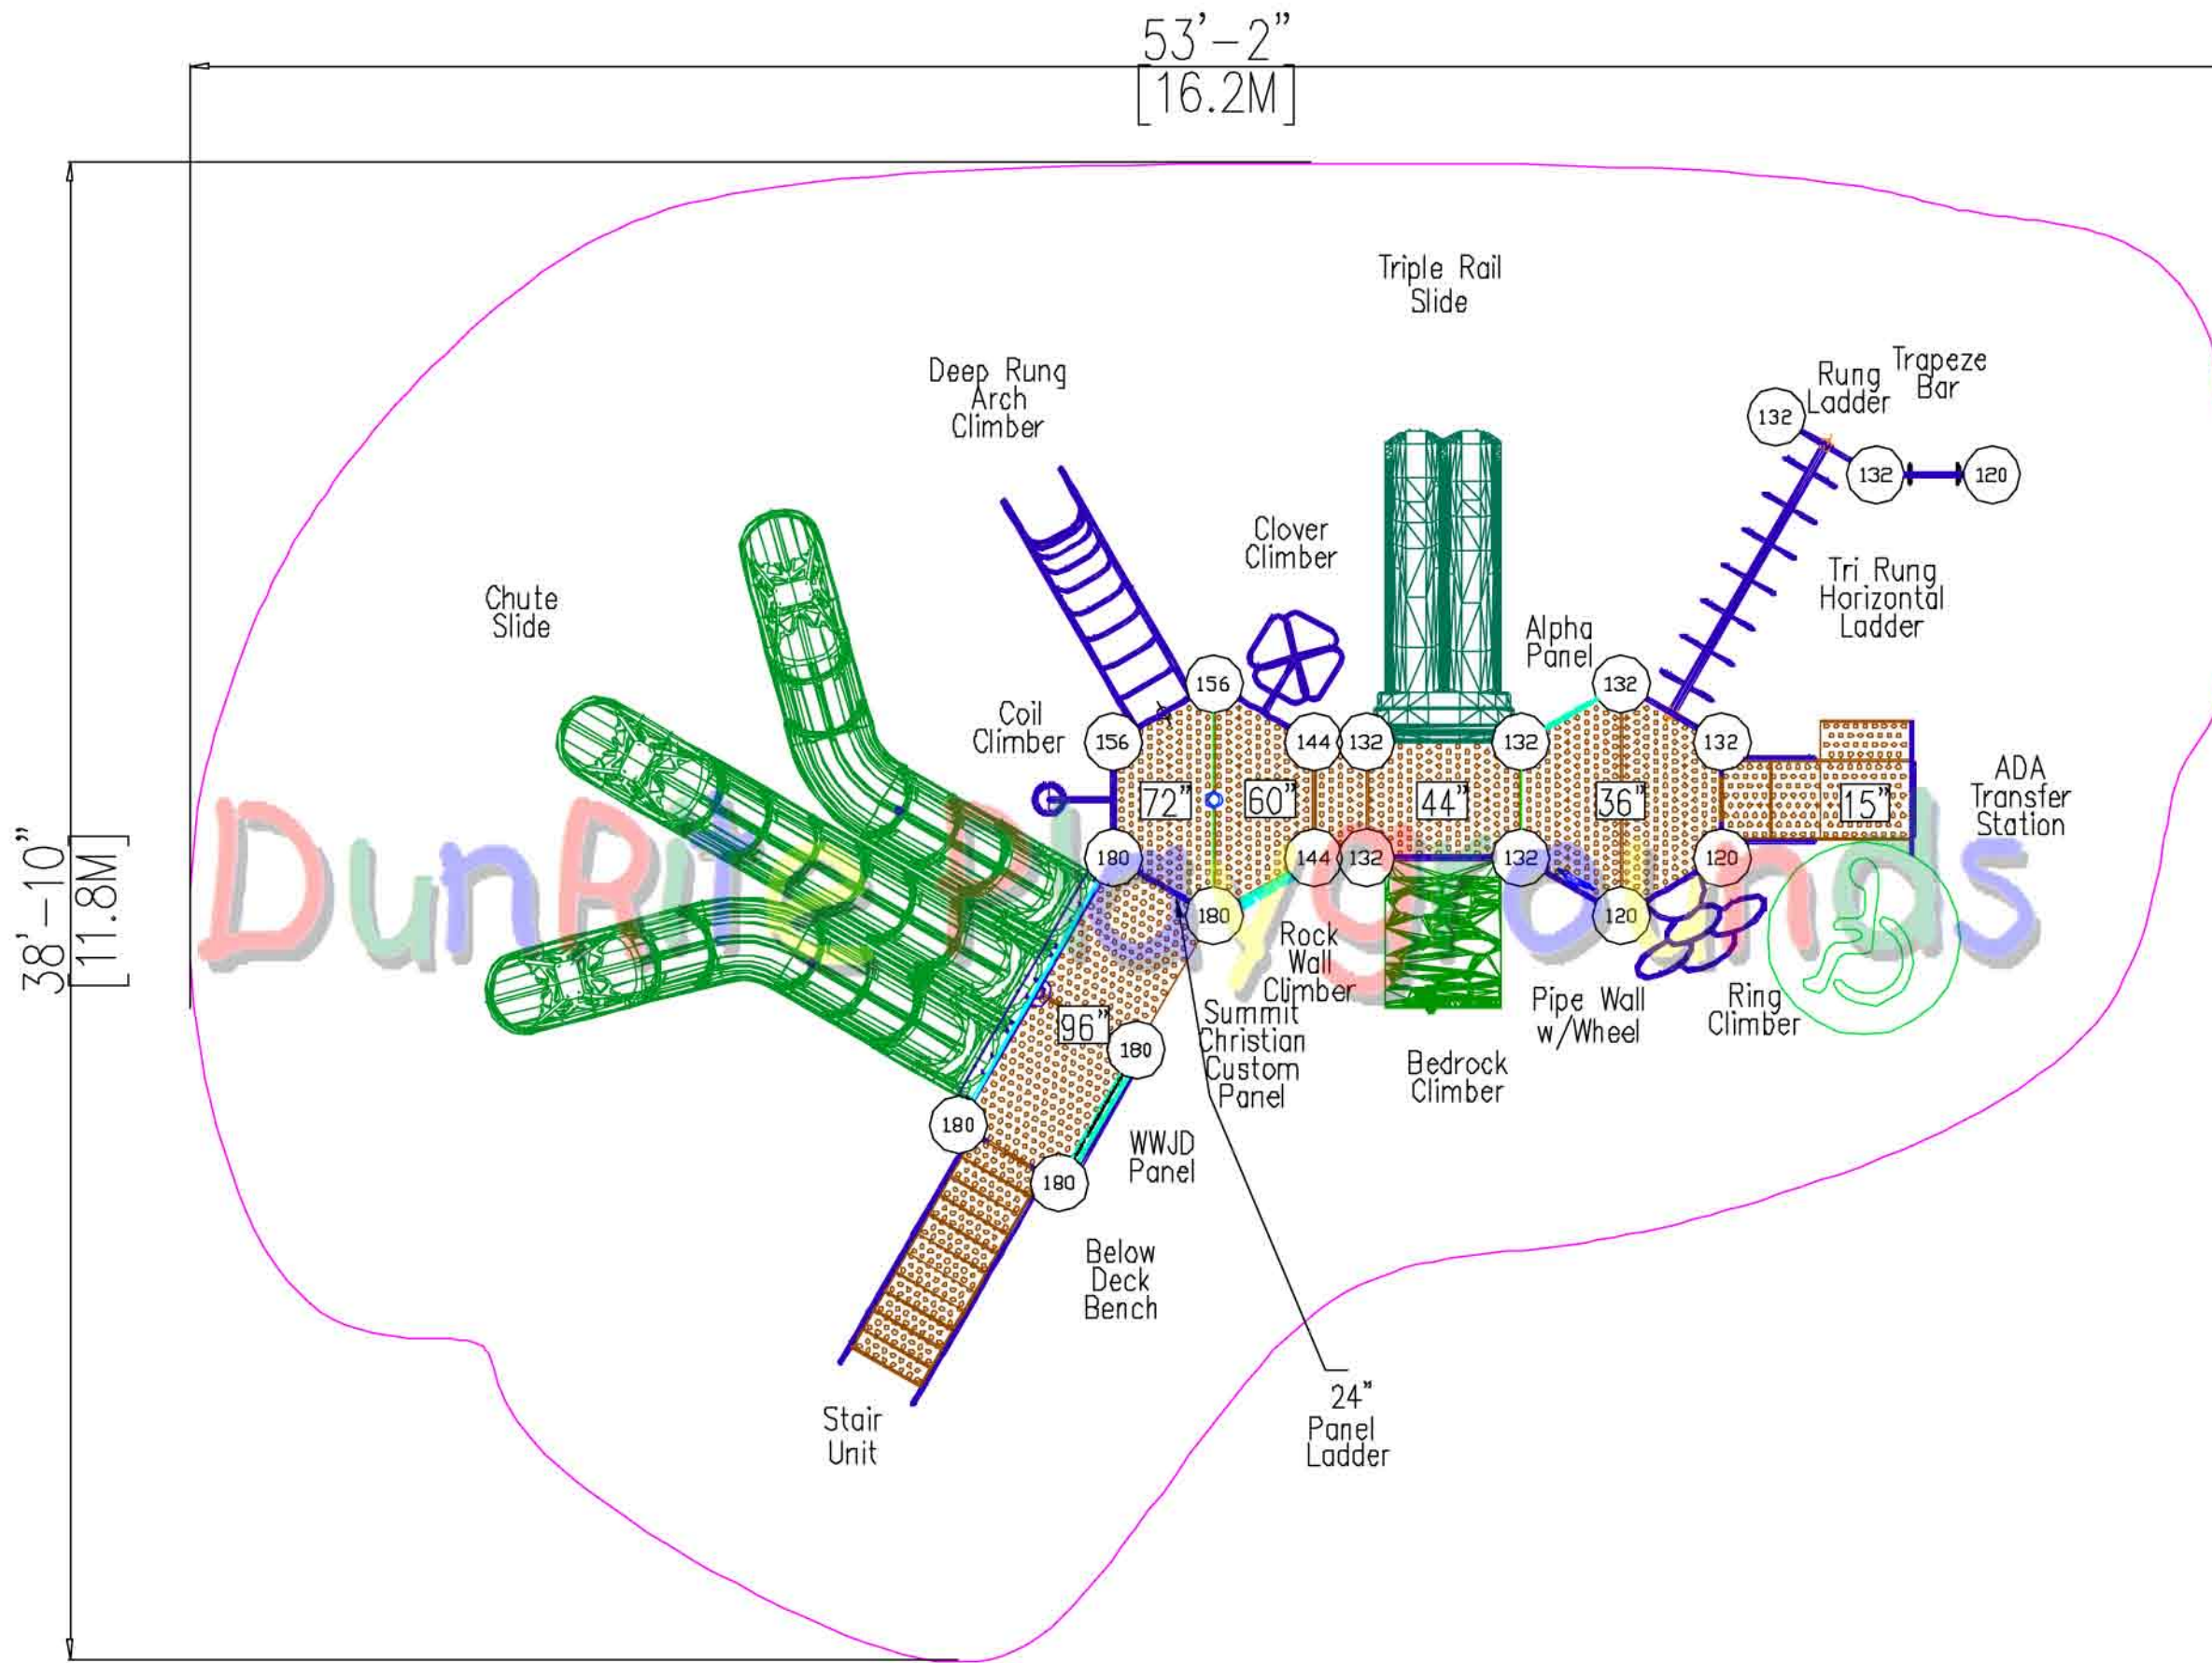 53'-2"
[16.2M]
38'-10"
[11.8M]
Triple Rail
Slide
Deep Rung
Arch
Climber
Rung
Ladder
Trapeze
Bar
132
132
120
Clover
Climber
Chute
Slide
Tri Rung
Horizontal
Ladder
Alpha
Panel
Coil
Climber
156
132
156
144
132
132
132
72"
60"
44"
36"
15"
ADA
Transfer
Station
180
144
132
132
120
180
120
DunRite Playgrounds
Rock
Wall
Climber
Summit
Christian
Custom
Panel
Pipe Wall
w/Wheel
Ring
Climber
96"
180
Bedrock
Climber
180
180
WWJD
Panel
Below
Deck
Bench
Stair
Unit
24"
Panel
Ladder